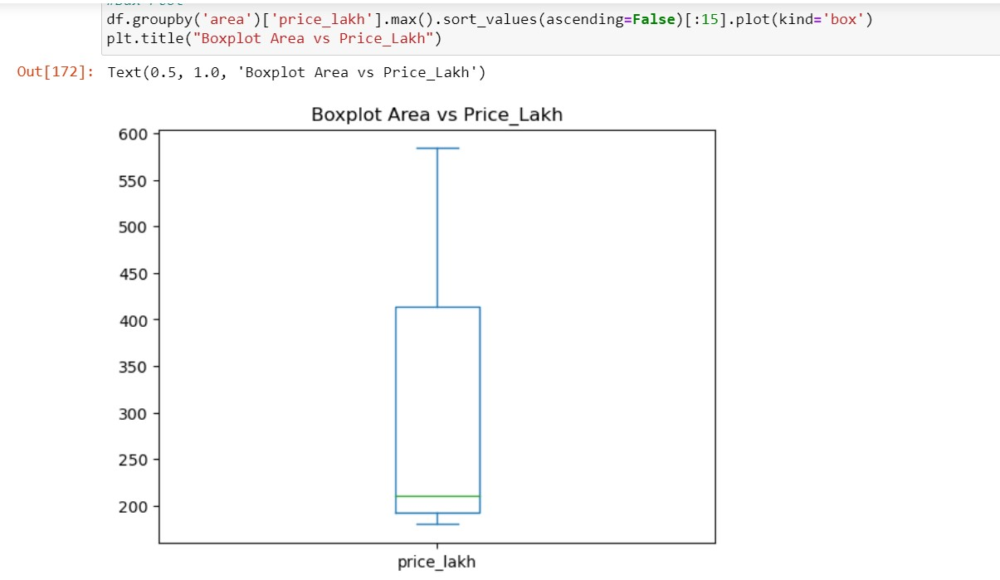 df.groupby('area')['price_lakh'].max().sort_values(ascending=False)[:15].plot(kind='box')
plt.title("Boxplot Area vs Price_Lakh")
Out[172]: Text(0.5, 1.0, 'Boxplot Area vs Price_Lakh')
Boxplot Area vs Price_Lakh
600
550
500
450
400
350
300
250
200
price_lakh